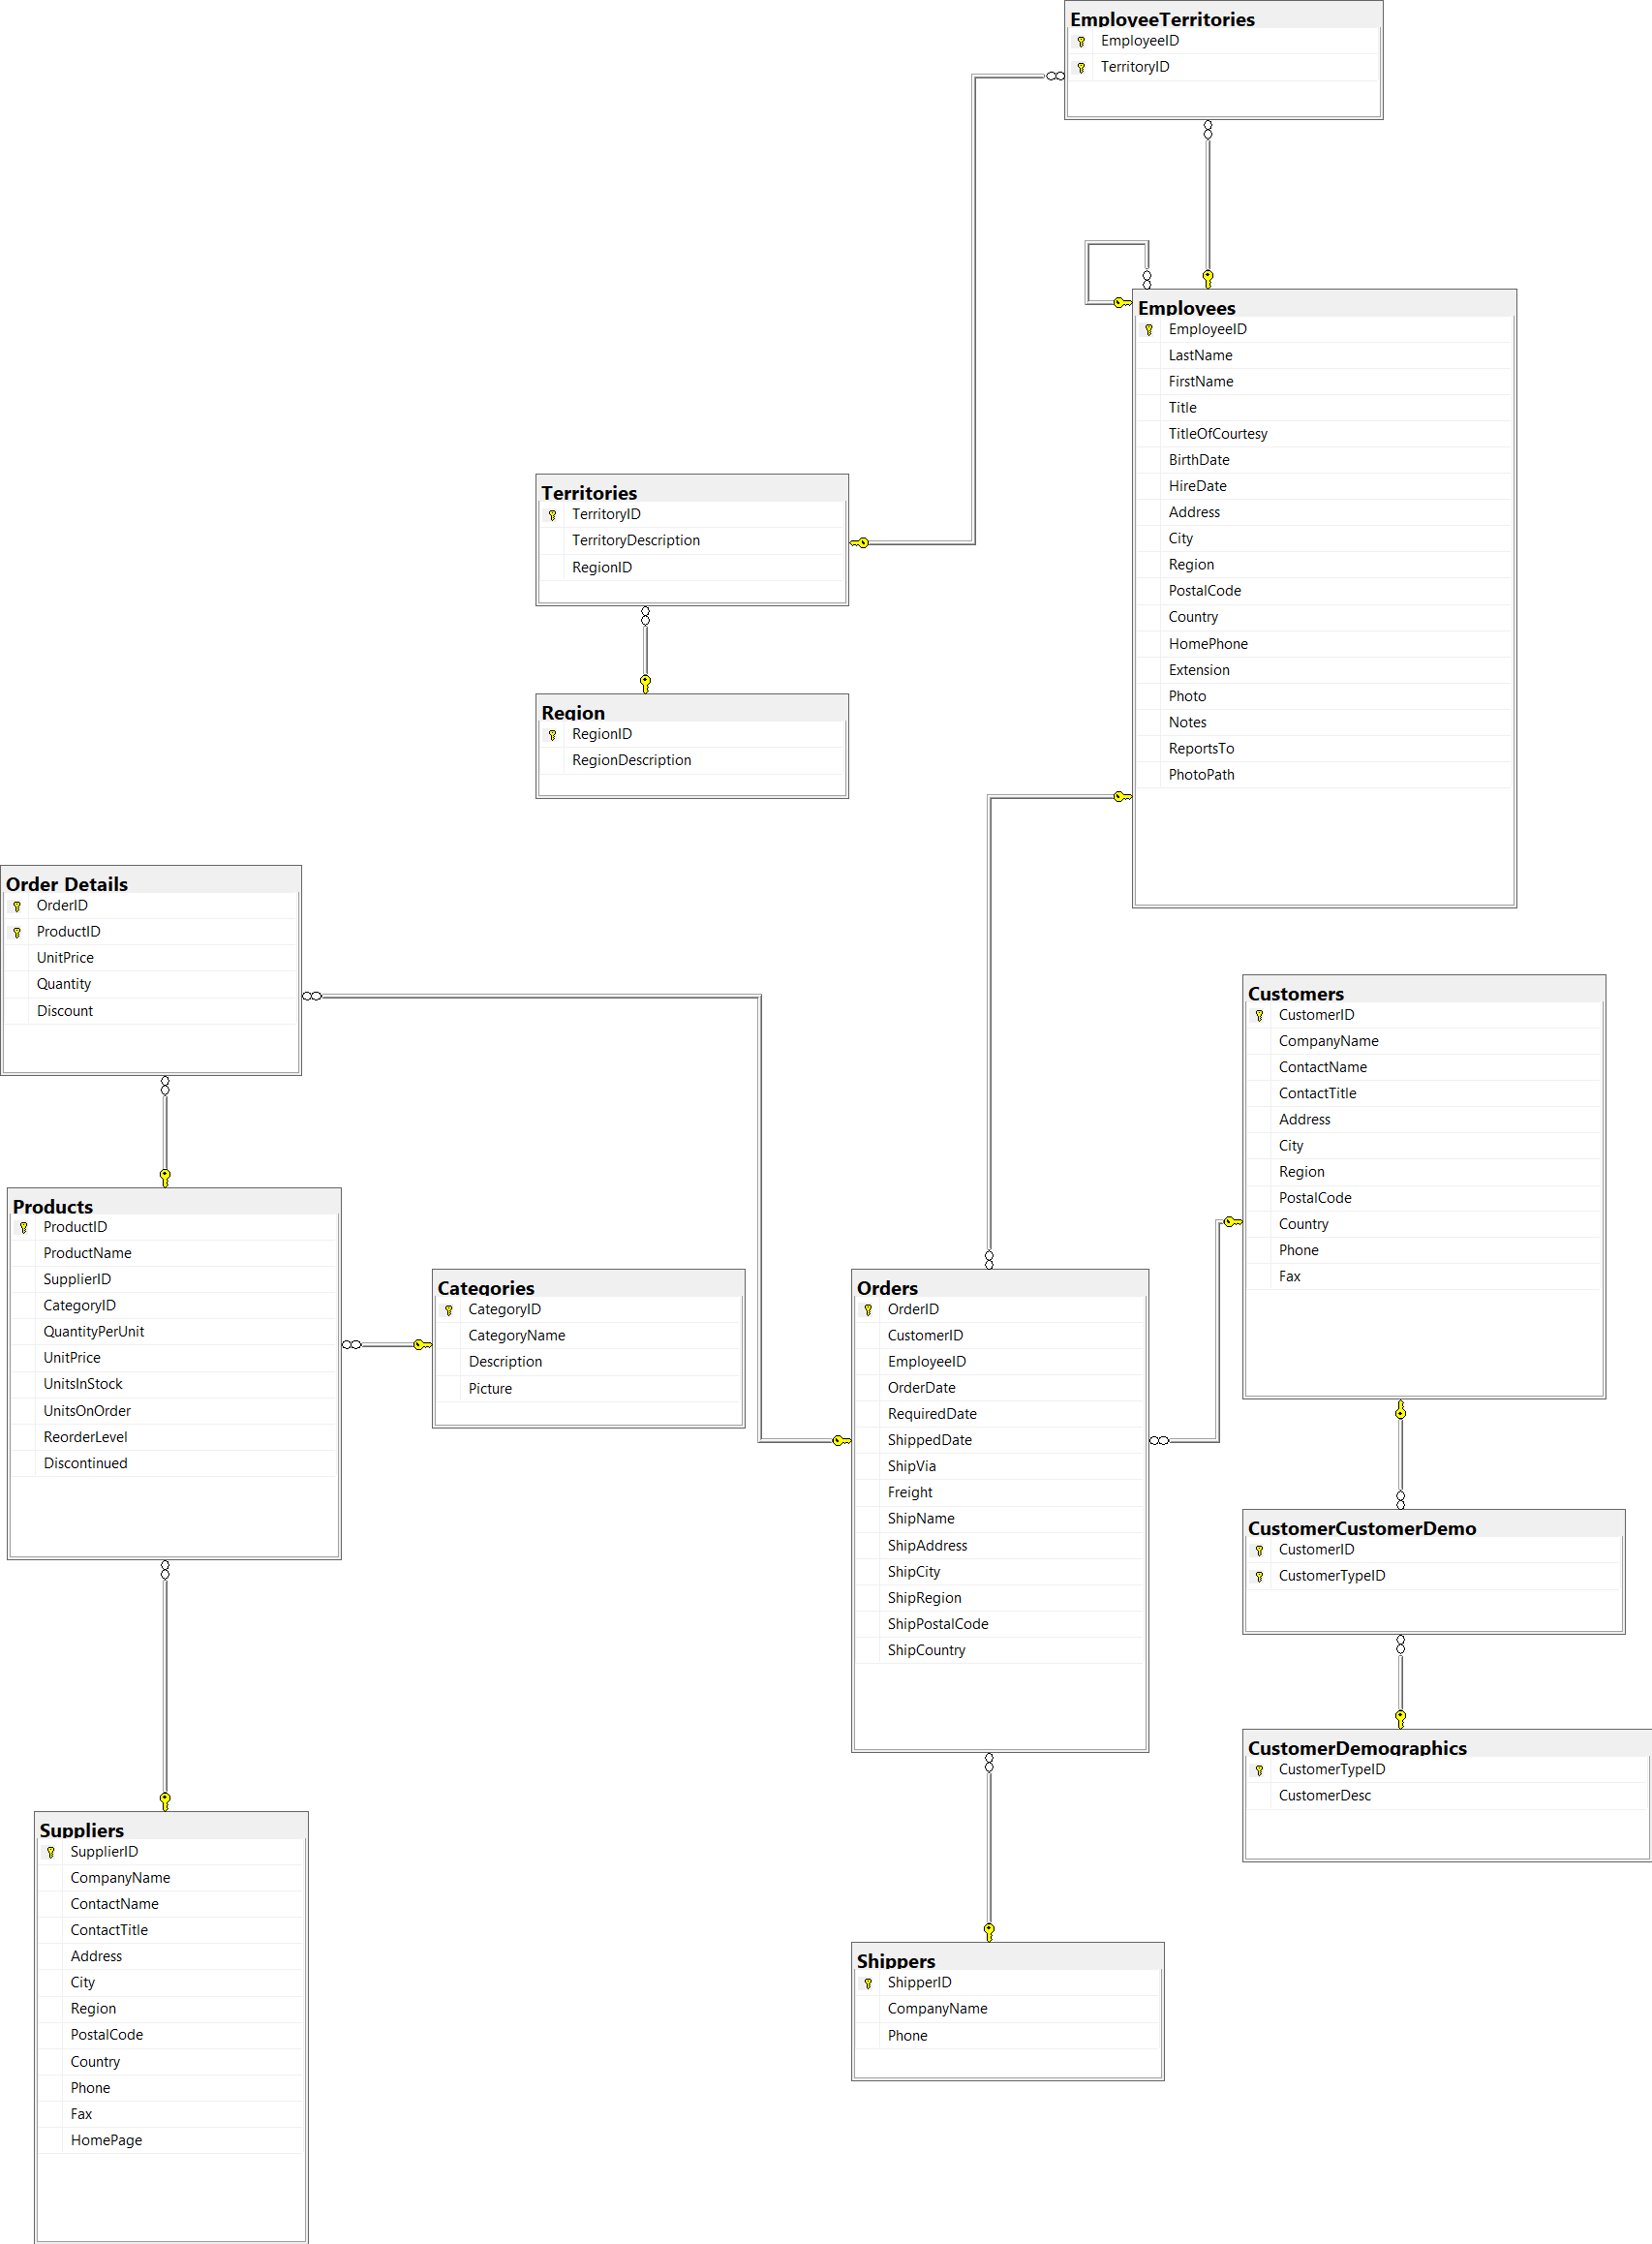 EmployeeTerritories
EmployeeID
TerritoryID
Employees
EmployeeID
LastName
FirstName
Title
TitleOfCourtesy
BirthDate
HireDate
Address
City
Region
PostalCode
Country
HomePhone
Extension
Photo
Notes
ReportsTo
PhotoPath
Territories
TerritoryID
TerritoryDescription
RegionID
Region
RegionID
RegionDescription
Order Details
OrderID
ProductID
UnitPrice
Quantity
Discount
Customers
CustomerID
CompanyName
ContactName
ContactTitle
Address
City
Region
PostalCode
Country
Phone
Fax
Products
ProductID
ProductName
SupplierID
CategoryID
QuantityPerUnit
UnitPrice
UnitsInStock
UnitsOnOrder
ReorderLevel
Discontinued
Categories
CategoryID
CategoryName
Description
Picture
Orders
OrderID
CustomerID
EmployeeID
OrderDate
RequiredDate
ShippedDate
ShipVia
Freight
ShipName
ShipAddress
ShipCity
ShipRegion
ShipPostalCode
ShipCountry
CustomerCustomerDemo
CustomerID
CustomerTypeID
CustomerDemographics
CustomerTypeID
CustomerDesc
Suppliers
SupplierID
CompanyName
ContactName
ContactTitle
Address
City
Region
PostalCode
Country
Phone
Fax
HomePage
Shippers
ShipperID
CompanyName
Phone